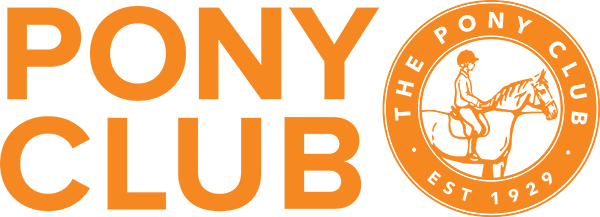 PONY
CLUB
THE PONY CLUB
· EST 1929 ·